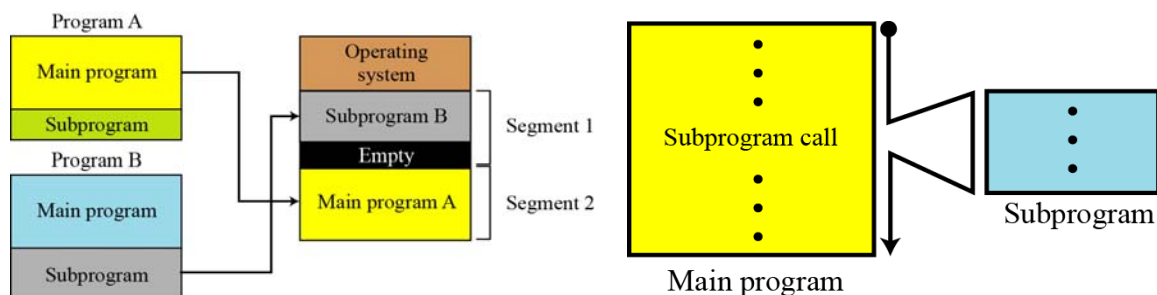 Program A
Main program
Subprogram
Program B
Main program
Subprogram
Operating
system
Subprogram B
Empty
Main program A
Segment 1
Segment 2
Subprogram call
Main program
Subprogram